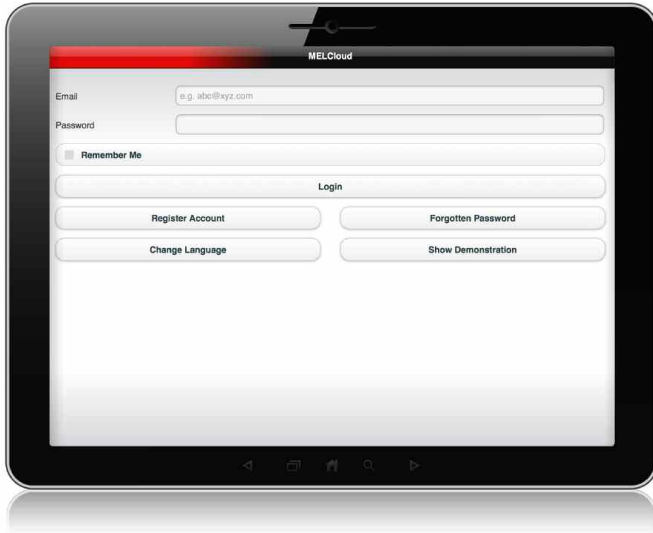 MELCloud
Email e.g. abc@xyz.com
Password
Remember Me
Login
Register Account Forgotten Password
Change Language Show Demonstration